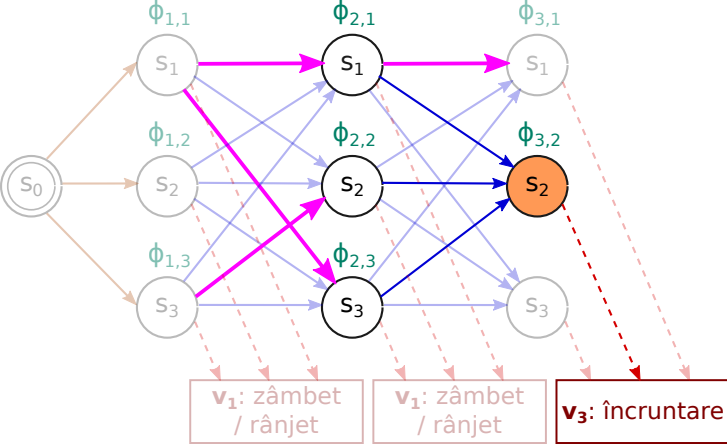 ϕ1,1 ϕ2,1 ϕ3,1
s1 s1 s1
ϕ1,2 ϕ2,2 ϕ3,2
s0 s2 s2 s2
ϕ1,3 ϕ2,3
s3 s3 s3
v1: zâmbet
/ rânjet
v1: zâmbet
/ rânjet
v3: încruntare